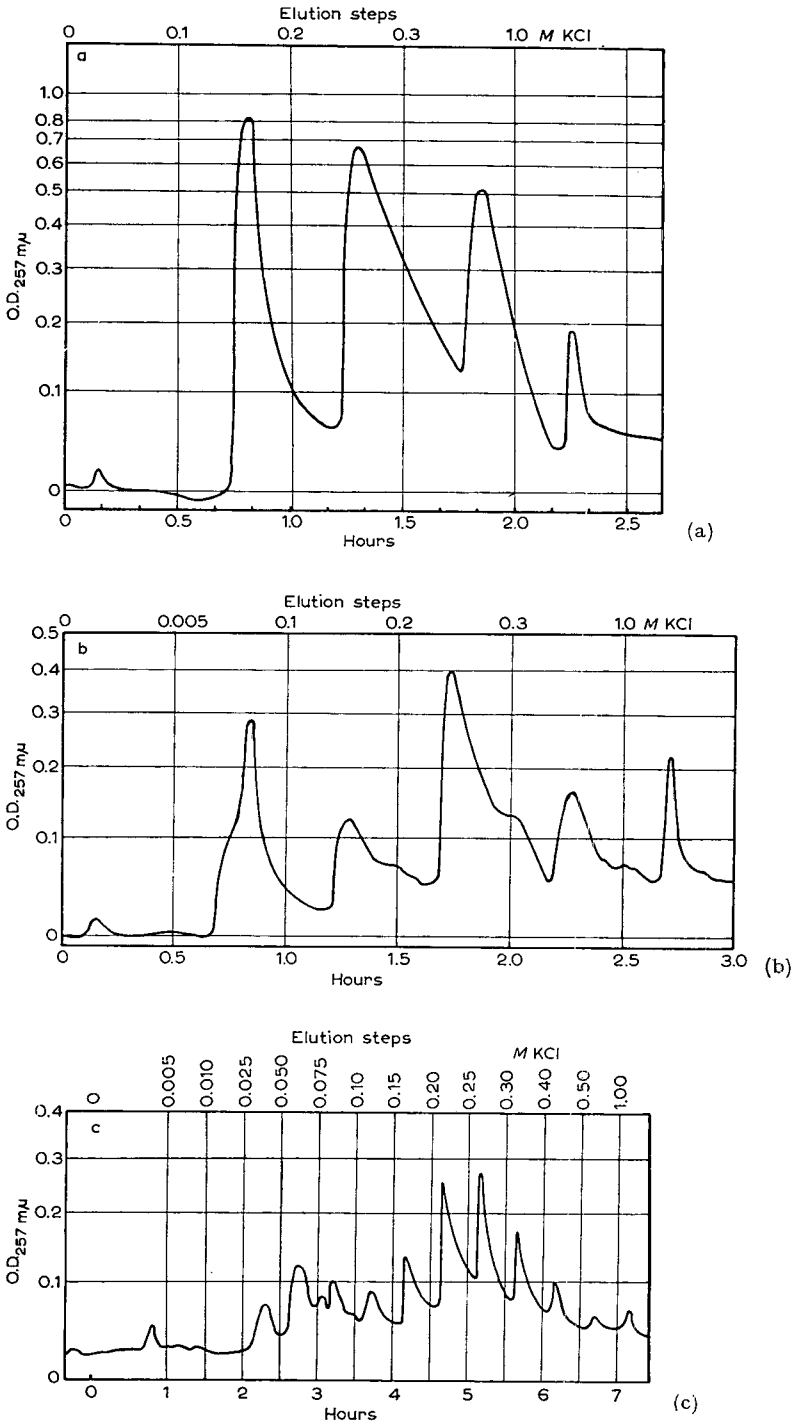 Elution steps
0 0.1 0.2 0.3 1.0 M KCl
a
1.0
0.8
0.7
0.6
0.5
0.4
0.3
0.2
0.1
0
O.D.257 mμ
0 0.5 1.0 1.5 2.0 2.5
Hours
(a)
Elution steps
0 0.005 0.1 0.2 0.3 1.0 M KCl
b
0.5
0.4
0.3
0.2
0.1
0
O.D.257 mμ
0 0.5 1.0 1.5 2.0 2.5 3.0
Hours
(b)
Elution steps
M KCl
0 0.005 0.010 0.025 0.050 0.075 0.10 0.15 0.20 0.25 0.30 0.40 0.50 1.00
c
0.4
0.3
0.2
0.1
0
O.D.257 mμ
0 1 2 3 4 5 6 7
Hours
(c)